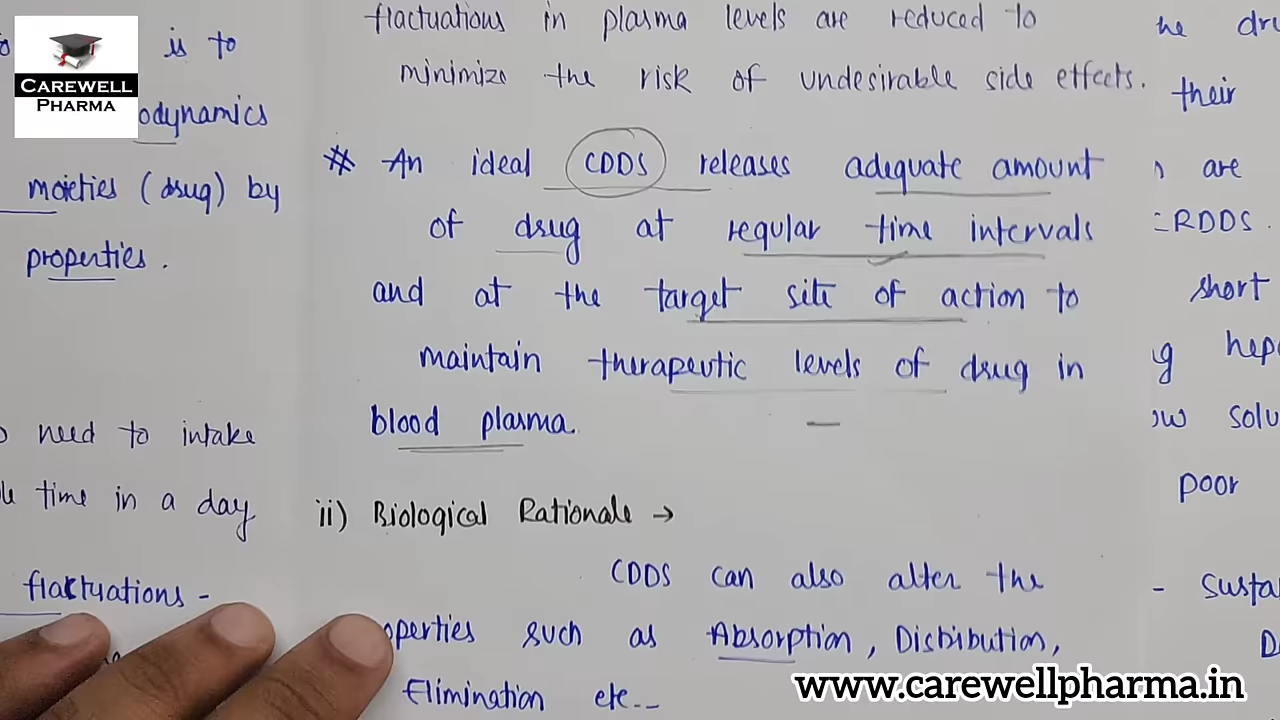 CAREWELL
PHARMA
is to
odynamics
moieties (drug) by
properties.
need to intake
time in a day
fluctuations -
fluctuations in plasma levels are reduced to
minimize the risk of undesirable side effects.
* An ideal CDDS releases adequate amount
of drug at regular time intervals
and at the target site of action to
maintain therapeutic levels of drug in
blood plasma.
ii) Biological Rationale →
CDDS can also alter the
operties such as Absorption, Distribution,
Elimination etc--
he dru
their
are
RDDS.
short
g hepa
ow solu
poor
- Susta
D
www.carewellpharma.in